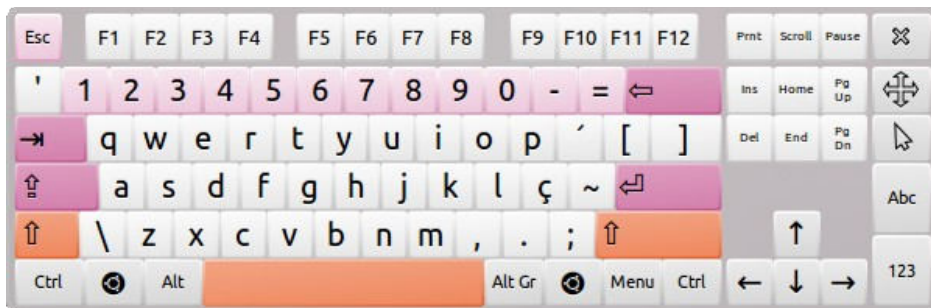 Esc F1 F2 F3 F4 F5 F6 F7 F8 F9 F10 F11 F12 Prnt Scroll Pause
' 1 2 3 4 5 6 7 8 9 0 - = Ins Home Pg Up
q w e r t y u i o p ´ [ ] Del End Pg Dn
a s d f g h j k l ç ~ Abc
\ z x c v b n m , . ;
Ctrl Alt Alt Gr Menu Ctrl 123